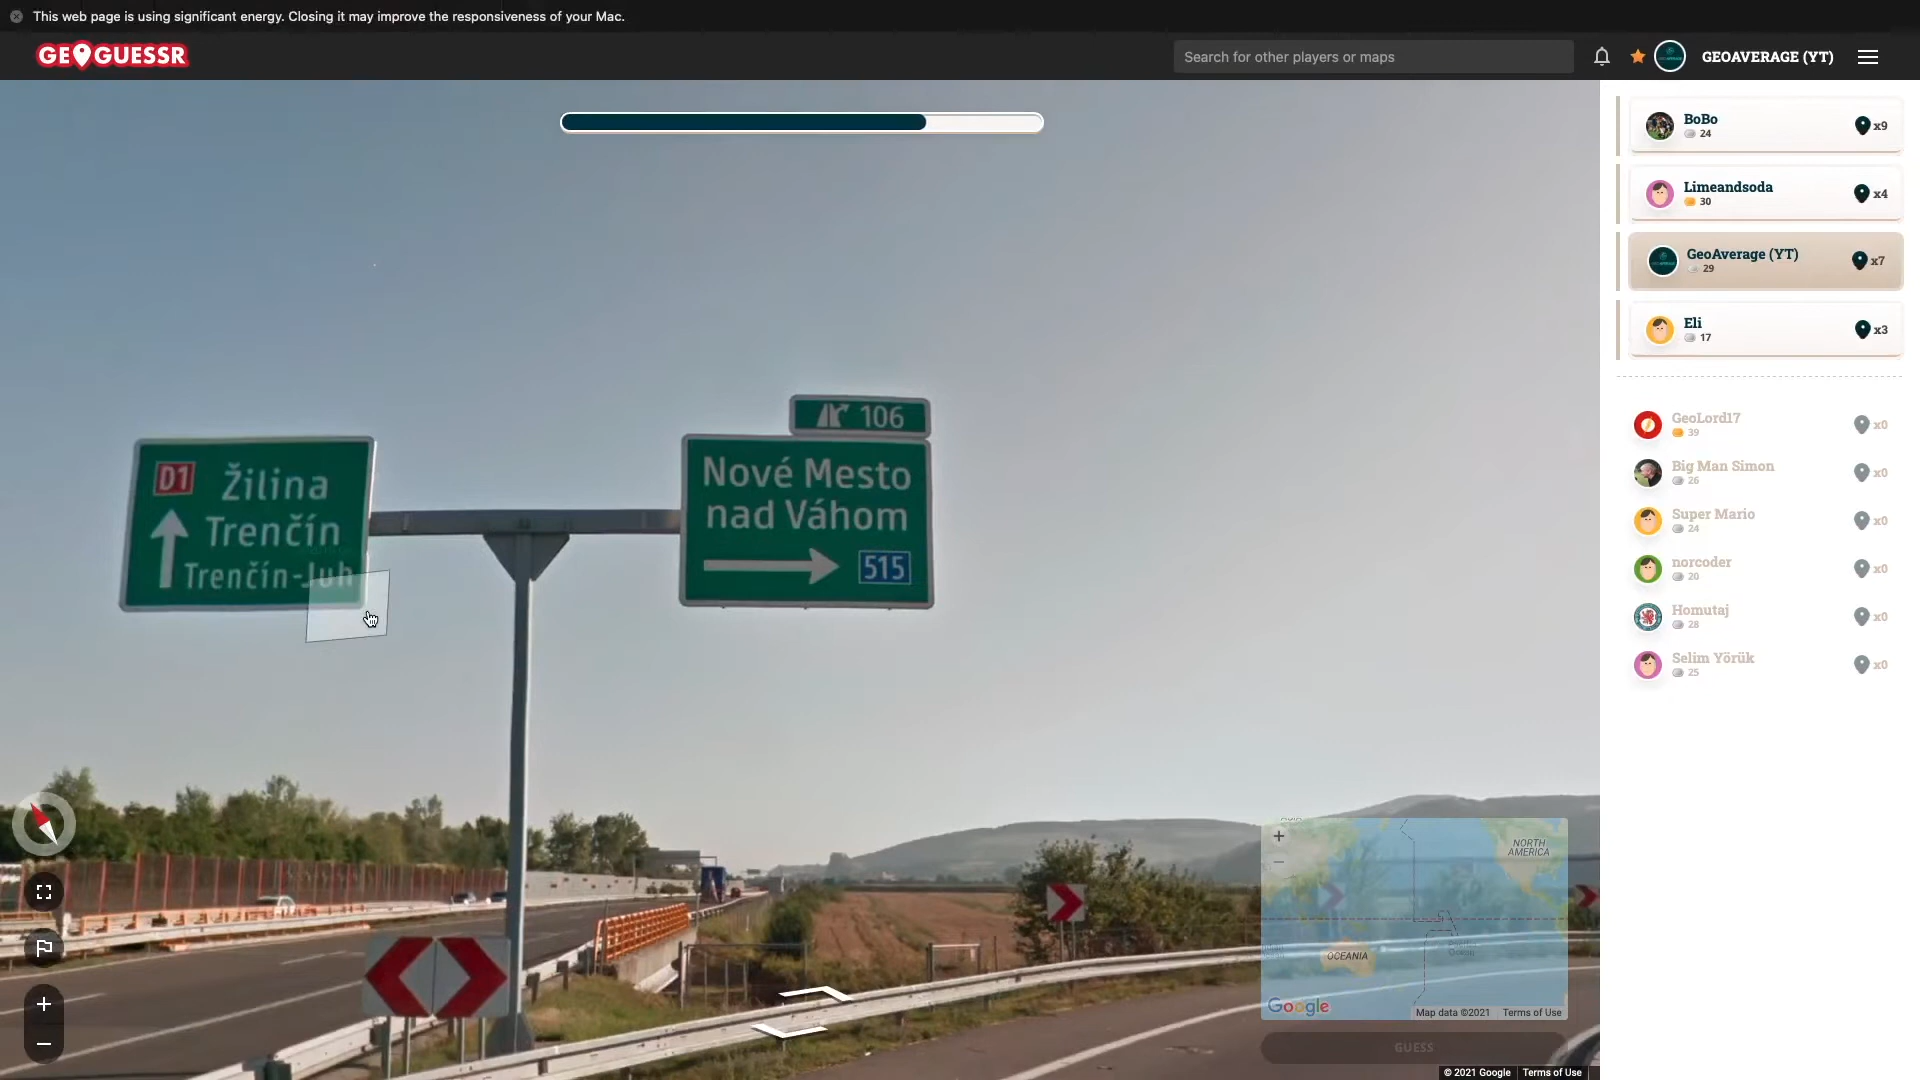 This web page is using significant energy. Closing it may improve the responsiveness of your Mac.
GEOGUESSR
Search for other players or maps
GEOAVERAGE (YT)
BoBo
24
x9
Limeandsoda
30
x4
GeoAverage (YT)
29
x7
Eli
17
x3
GeoLord17
39
x0
Big Man Simon
26
x0
Super Mario
24
x0
norcoder
20
x0
Homutaj
28
x0
Selim Yörük
25
x0
106
D1 Žilina
Trenčín
Trenčín-Juh
Nové Mesto
nad Váhom
515
NORTH
AMERICA
OCEANIA
Google
Map data ©2021 Terms of Use
GUESS
© 2021 Google Terms of Use